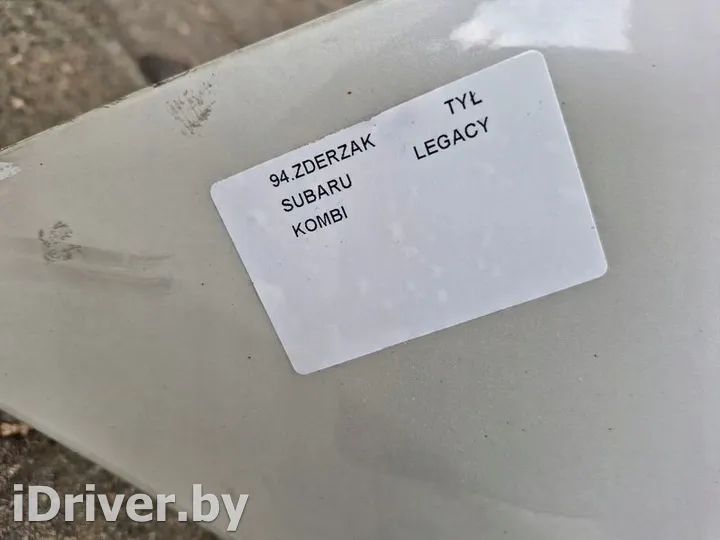 94.ZDERZAK TYŁ
SUBARU LEGACY
KOMBI
iDriver.by